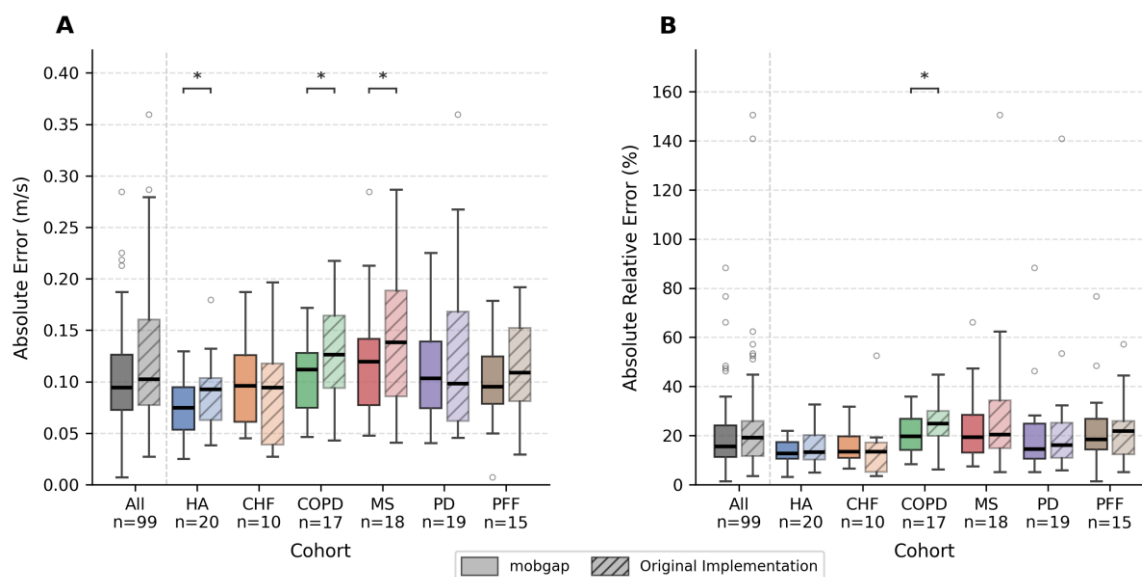 A
Absolute Error (m/s)
0.40
0.35
0.30
0.25
0.20
0.15
0.10
0.05
0.00
* * *
All HA CHF COPD MS PD PFF
n=99 n=20 n=10 n=17 n=18 n=19 n=15
Cohort
B
Absolute Relative Error (%)
160
140
120
100
80
60
40
20
0
*
All HA CHF COPD MS PD PFF
n=99 n=20 n=10 n=17 n=18 n=19 n=15
Cohort
mobgap Original Implementation